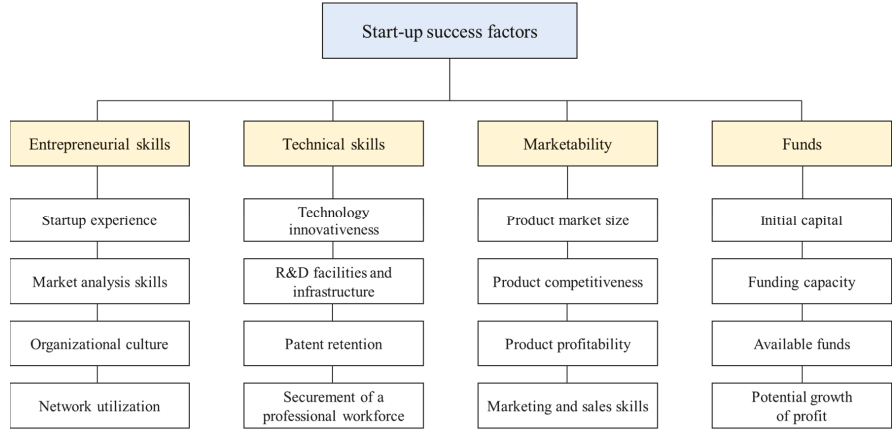 Start-up success factors
Entrepreneurial skills
Technical skills
Marketability
Funds
Startup experience
Technology
innovativeness
Product market size
Initial capital
Market analysis skills
R&D facilities and
infrastructure
Product competitiveness
Funding capacity
Organizational culture
Patent retention
Product profitability
Available funds
Network utilization
Securement of a
professional workforce
Marketing and sales skills
Potential growth
of profit